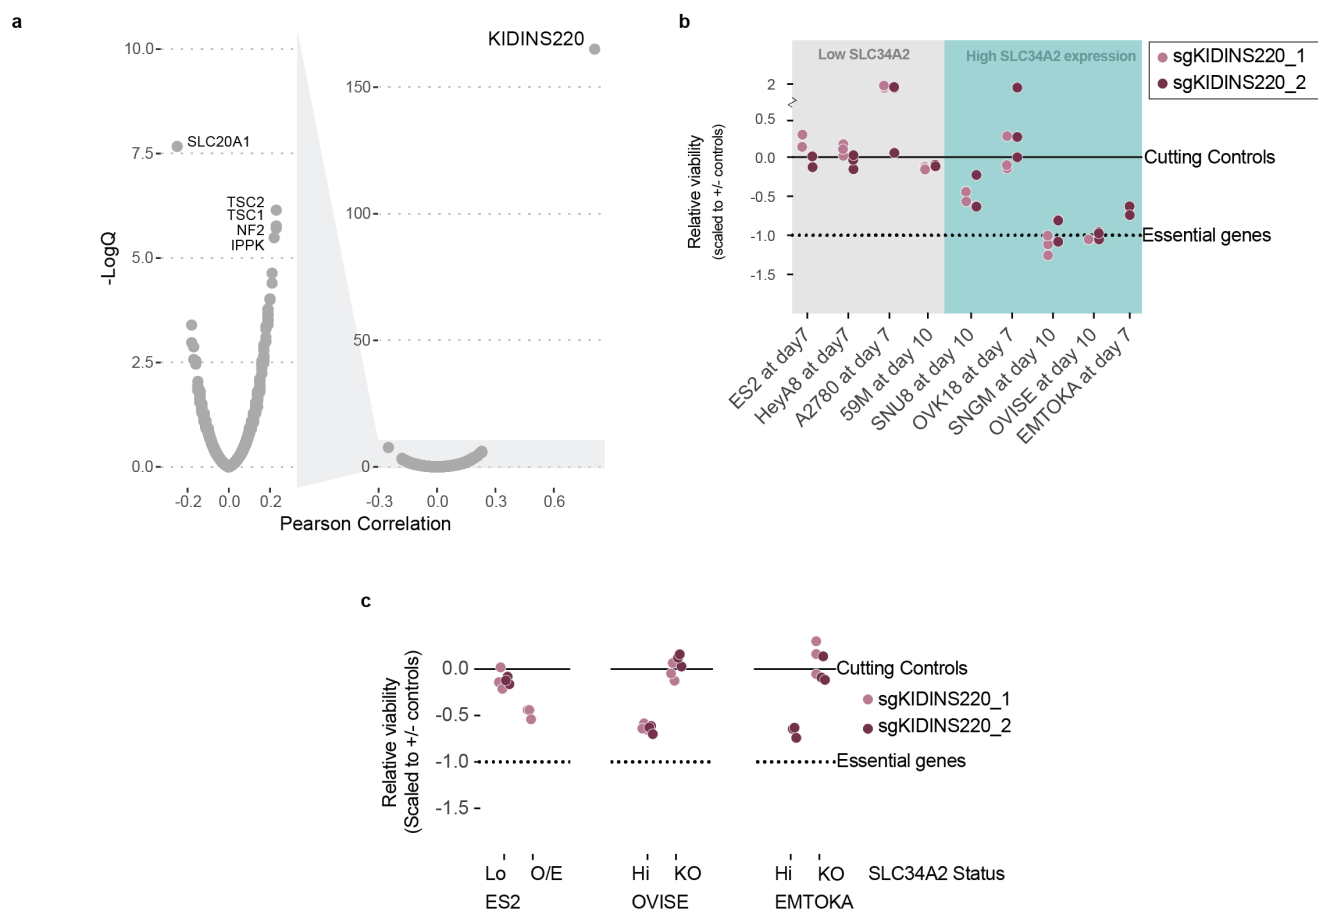 a
10.0
7.5
5.0
2.5
0.0
-LogQ
SLC20A1
TSC2
TSC1
NF2
IPPK
-0.2 0.0 0.2
KIDINS220
150
100
50
0
-0.3 0.0 0.3 0.6
Pearson Correlation
b
Low SLC34A2
High SLC34A2 expression
sgKIDINS220_1
sgKIDINS220_2
Relative viability
(scaled to +/- controls)
2
0.5
0.0
-0.5
-1.0
-1.5
Cutting Controls
Essential genes
ES2 at day7
HeyA8 at day7
A2780 at day 7
59M at day 10
SNU8 at day 10
OVK18 at day 7
SNGM at day 10
OVISE at day 10
EMTOKA at day 7
c
Relative viability
(Scaled to +/- controls)
0.0
-0.5
-1.0
-1.5
Cutting Controls
sgKIDINS220_1
sgKIDINS220_2
Essential genes
Lo O/E Hi KO Hi KO SLC34A2 Status
ES2 OVISE EMTOKA